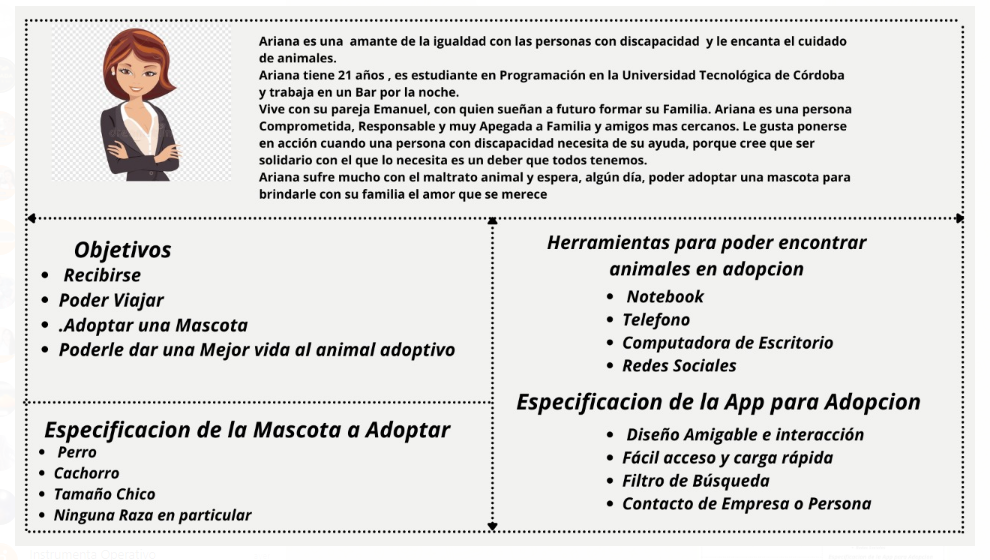 Ariana es una amante de la igualdad con las personas con discapacidad y le encanta el cuidado
de animales.
Ariana tiene 21 años , es estudiante en Programación en la Universidad Tecnológica de Córdoba
y trabaja en un Bar por la noche.
Vive con su pareja Emanuel, con quien sueñan a futuro formar su Familia. Ariana es una persona
Comprometida, Responsable y muy Apegada a Familia y amigos mas cercanos. Le gusta ponerse
en acción cuando una persona con discapacidad necesita de su ayuda, porque cree que ser
solidario con el que lo necesita es un deber que todos tenemos.
Ariana sufre mucho con el maltrato animal y espera, algún día, poder adoptar una mascota para
brindarle con su familia el amor que se merece
Objetivos
• Recibirse
• Poder Viajar
• .Adoptar una Mascota
• Poderle dar una Mejor vida al animal adoptivo
Especificacion de la Mascota a Adoptar
• Perro
• Cachorro
• Tamaño Chico
• Ninguna Raza en particular
Herramientas para poder encontrar
animales en adopcion
• Notebook
• Telefono
• Computadora de Escritorio
• Redes Sociales
Especificacion de la App para Adopcion
• Diseño Amigable e interacción
• Fácil acceso y carga rápida
• Filtro de Búsqueda
• Contacto de Empresa o Persona